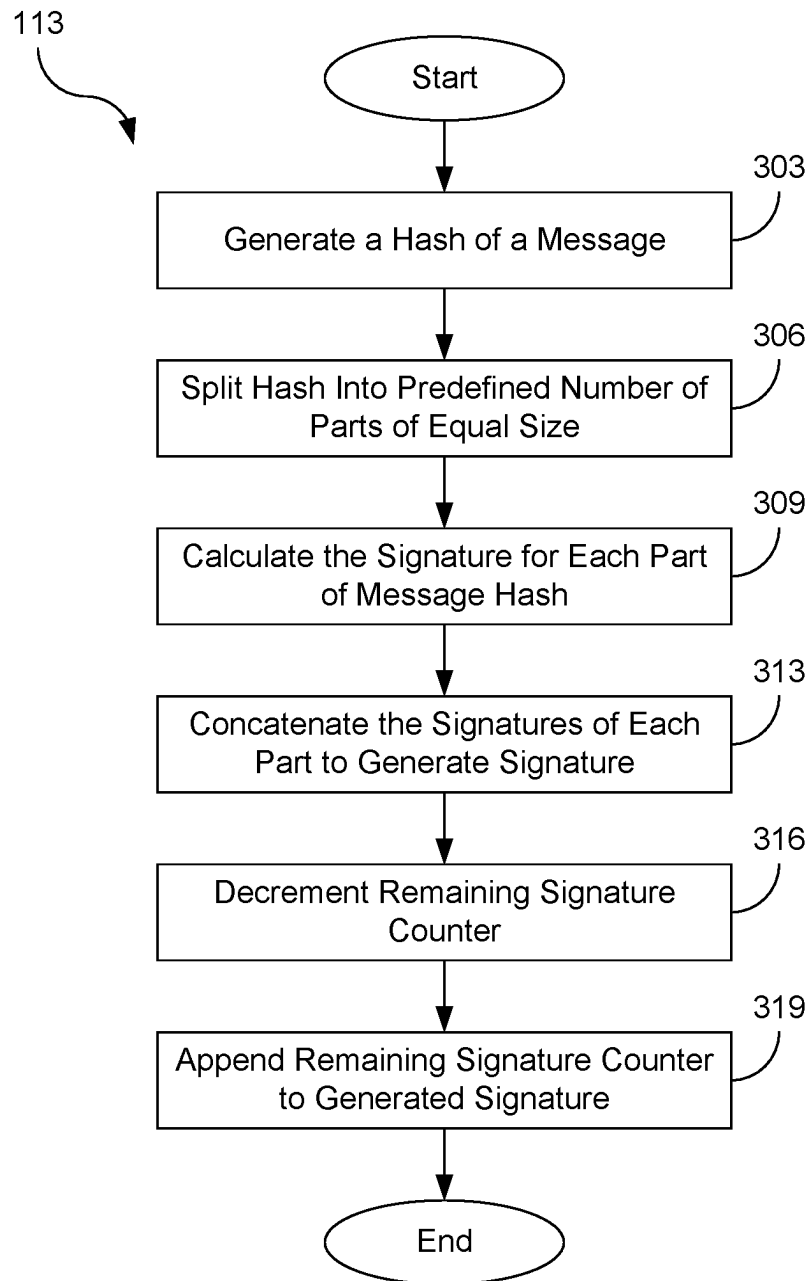 113
Start
303
Generate a Hash of a Message
306
Split Hash Into Predefined Number of
Parts of Equal Size
309
Calculate the Signature for Each Part
of Message Hash
313
Concatenate the Signatures of Each
Part to Generate Signature
316
Decrement Remaining Signature
Counter
319
Append Remaining Signature Counter
to Generated Signature
End